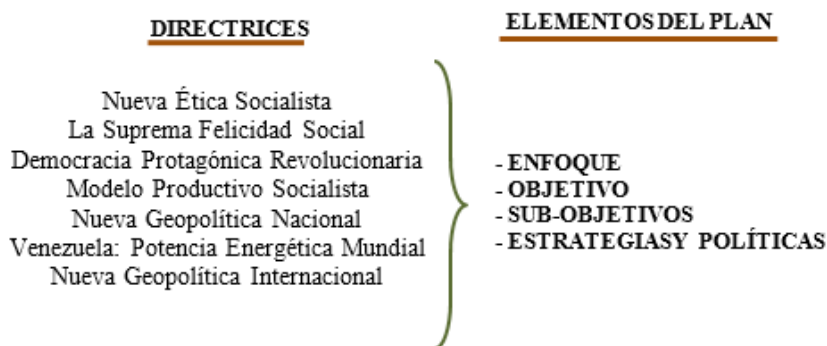 DIRECTRICES
Nueva Ética Socialista
La Suprema Felicidad Social
Democracia Protagónica Revolucionaria
Modelo Productivo Socialista
Nueva Geopolítica Nacional
Venezuela: Potencia Energética Mundial
Nueva Geopolítica Internacional
ELEMENTOS DEL PLAN
- ENFOQUE
- OBJETIVO
- SUB-OBJETIVOS
- ESTRATEGIASY POLÍTICAS